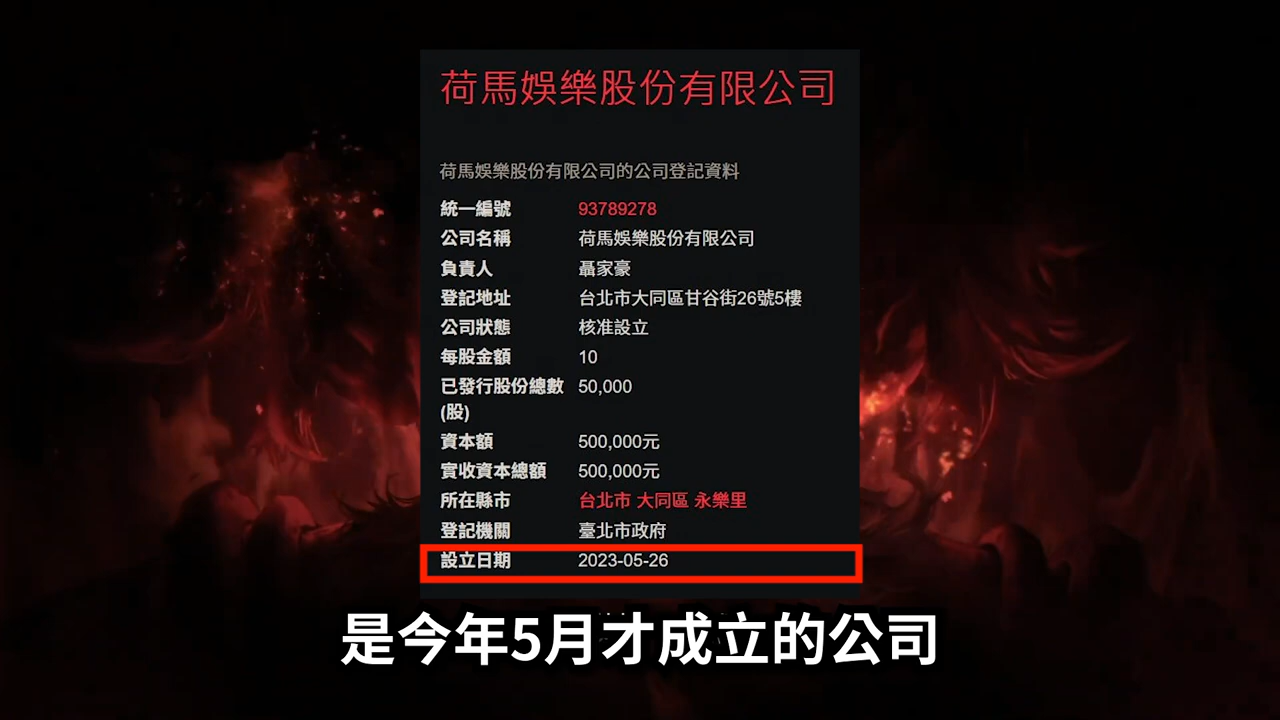 荷馬娛樂股份有限公司
荷馬娛樂股份有限公司的公司登記資料
統一編號 93789278
公司名稱 荷馬娛樂股份有限公司
負責人 聶家豪
登記地址 台北市大同區甘谷街26號5樓
公司狀態 核准設立
每股金額 10
已發行股份總數 50,000
(股)
資本額 500,000元
實收資本總額 500,000元
所在縣市 台北市 大同區 永樂里
登記機關 臺北市政府
設立日期 2023-05-26
是今年5月才成立的公司